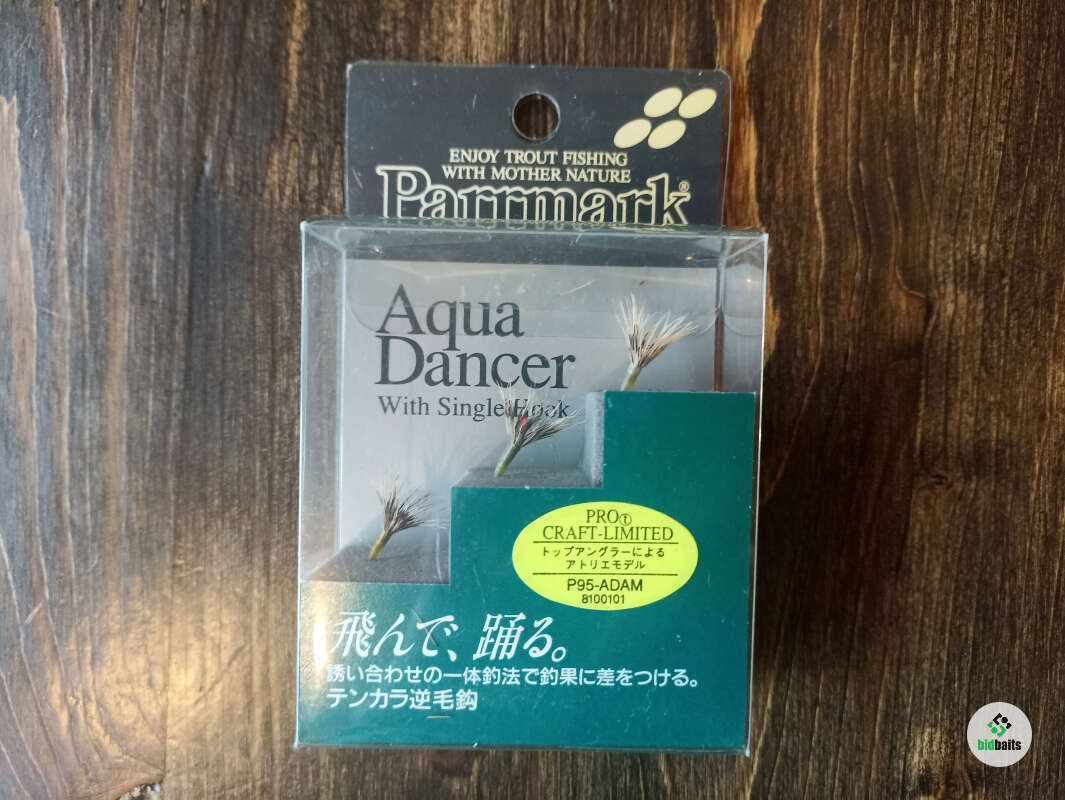 ENJOY TROUT FISHING
WITH MOTHER NATURE
Parrmark®
Aqua
Dancer
With Single Hook
PROⓣ
CRAFT-LIMITED
トップアングラーによる
アトリエモデル
P95-ADAM
8100101
飛んで、踊る。
誘い合わせの一体釣法で釣果に差をつける。
テンカラ逆毛鈎
bidbaits